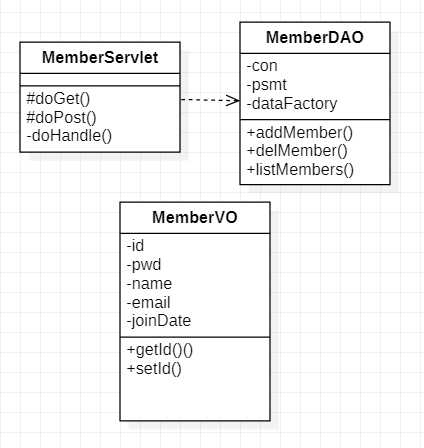 MemberServlet
#doGet()
#doPost()
-doHandle()
MemberDAO
-con
-psmt
-dataFactory
+addMember()
+delMember()
+listMembers()
MemberVO
-id
-pwd
-name
-email
-joinDate
+getId()()
+setId()